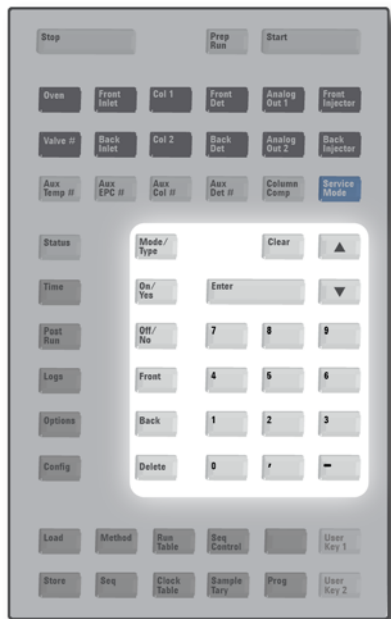 Stop Prep Run Start
Oven Front Inlet Col 1 Front Det Analog Out 1 Front Injector
Valve # Back Inlet Col 2 Back Det Analog Out 2 Back Injector
Aux Temp # Aux EPC # Aux Col # Aux Det # Column Comp Service Mode
Status Mode/ Type Clear ▲
Time On/ Yes Enter ▼
Post Run Off/ No 7 8 9
Logs Front 4 5 6
Options Back 1 2 3
Config Delete 0 , –
Load Method Run Table Seq Control User Key 1
Store Seq Clock Table Sample Tary Prog User Key 2